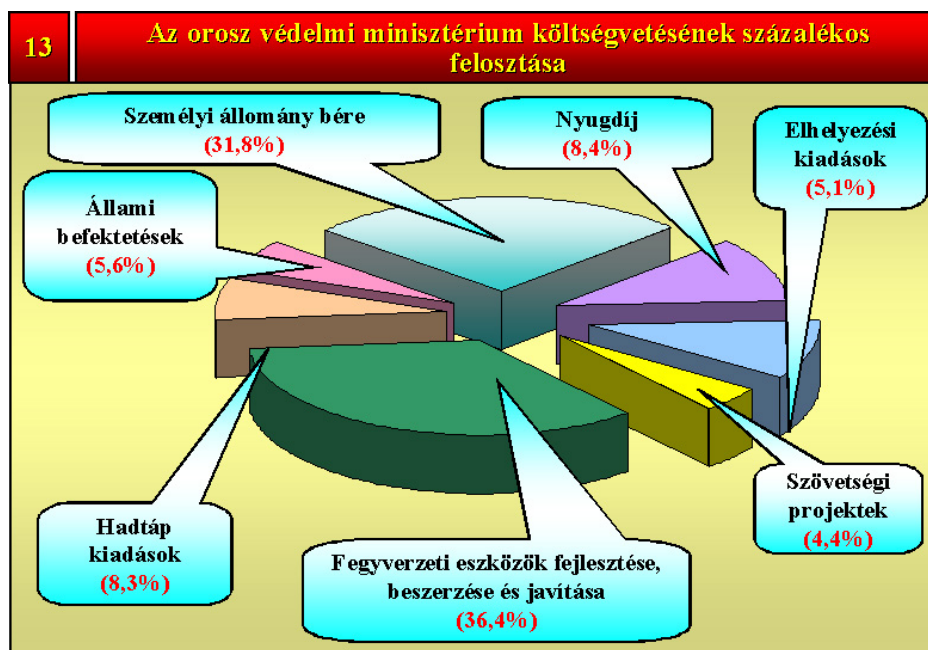 13
Az orosz védelmi minisztérium költségvetésének százalékos
felosztása
Személyi állomány bére
(31,8%)
Nyugdíj
(8,4%)
Elhelyezési
kiadások
(5,1%)
Állami
befektetések
(5,6%)
Szövetségi
projektek
(4,4%)
Hadtáp
kiadások
(8,3%)
Fegyverzeti eszközök fejlesztése,
beszerzése és javítása
(36,4%)